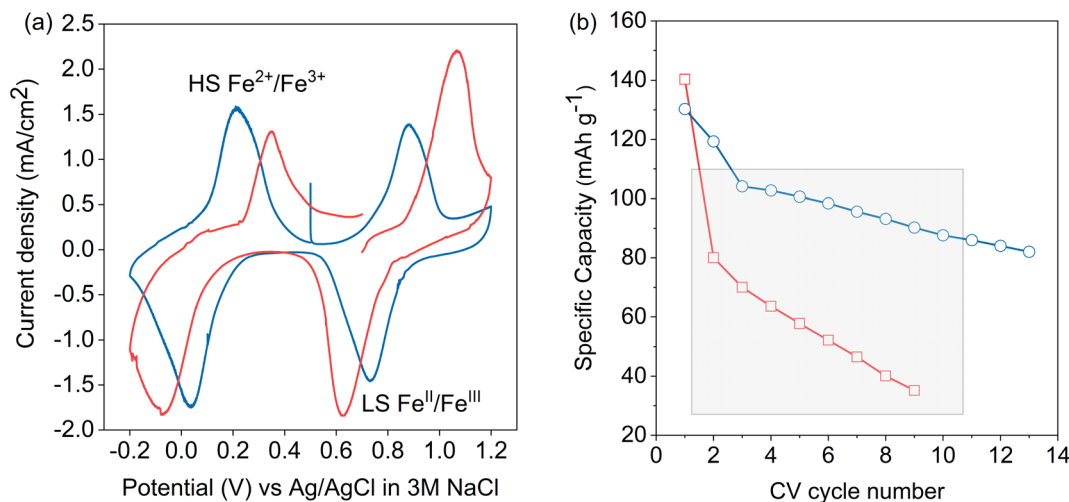 (a)
Current density (mA/cm²)
2.5
2.0
1.5
1.0
0.5
0.0
-0.5
-1.0
-1.5
-2.0
HS Fe²⁺/Fe³⁺
LS Feᴵᴵ/Feᴵᴵᴵ
-0.2 0.0 0.2 0.4 0.6 0.8 1.0 1.2
Potential (V) vs Ag/AgCl in 3M NaCl
(b)
Specific Capacity (mAh g⁻¹)
160
140
120
100
80
60
40
20
0 2 4 6 8 10 12 14
CV cycle number